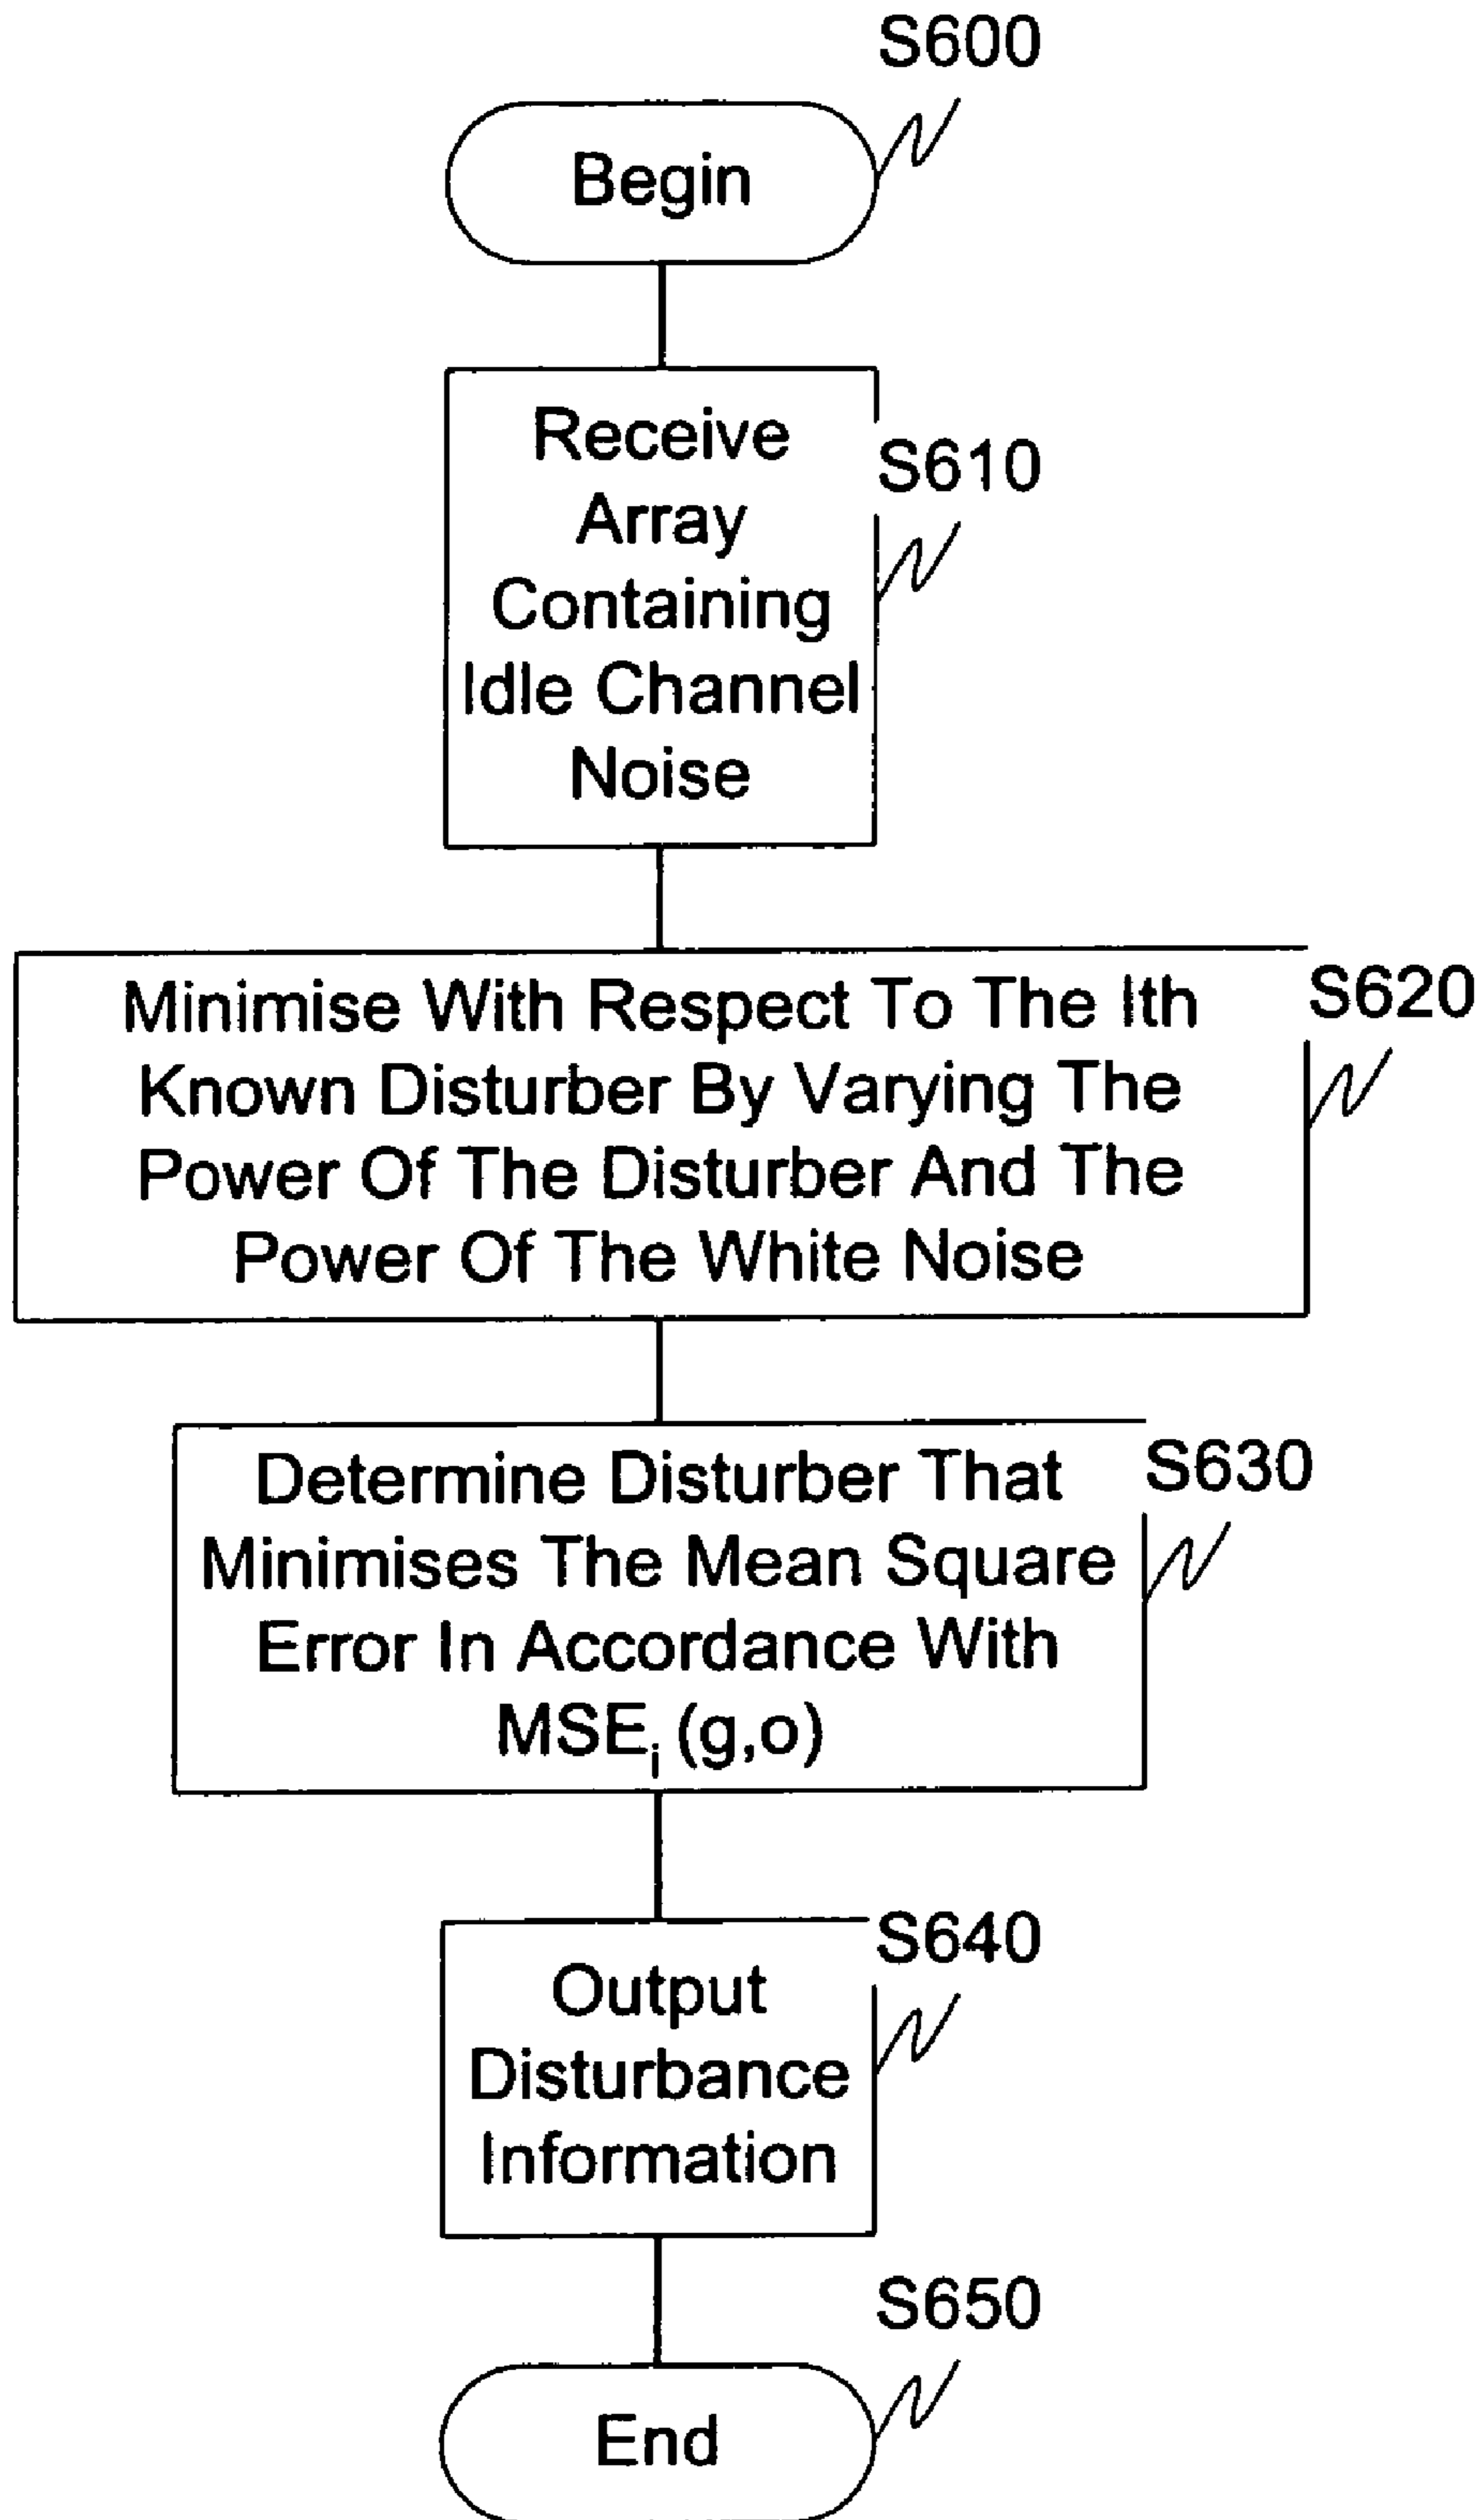 S600
Begin
Receive
Array
Containing
Idle Channel
Noise
S610
Minimise With Respect To The Ith
Known Disturber By Varying The
Power Of The Disturber And The
Power Of The White Noise
S620
Determine Disturber That
Minimises The Mean Square
Error In Accordance With
MSEi (g,o)
S630
Output
Disturbance
Information
S640
S650
End